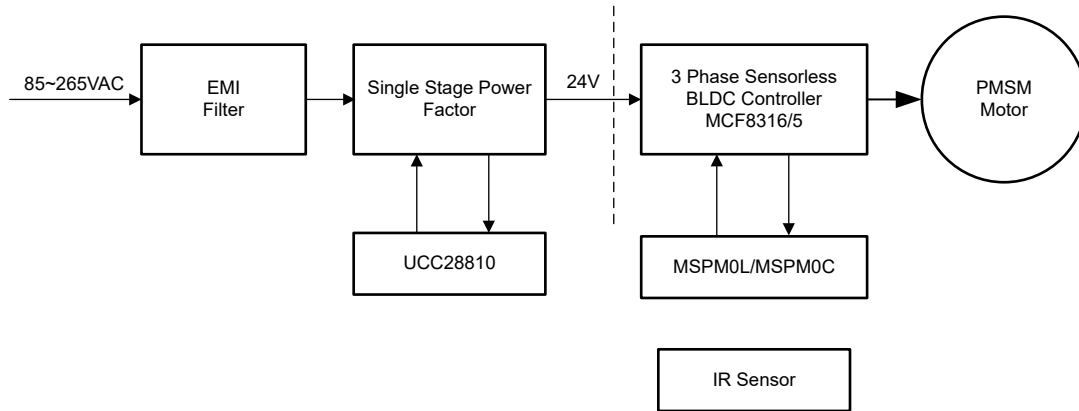 85~265VAC
EMI
Filter
Single Stage Power
Factor
24V
3 Phase Sensorless
BLDC Controller
MCF8316/5
PMSM
Motor
UCC28810
MSPM0L/MSPM0C
IR Sensor